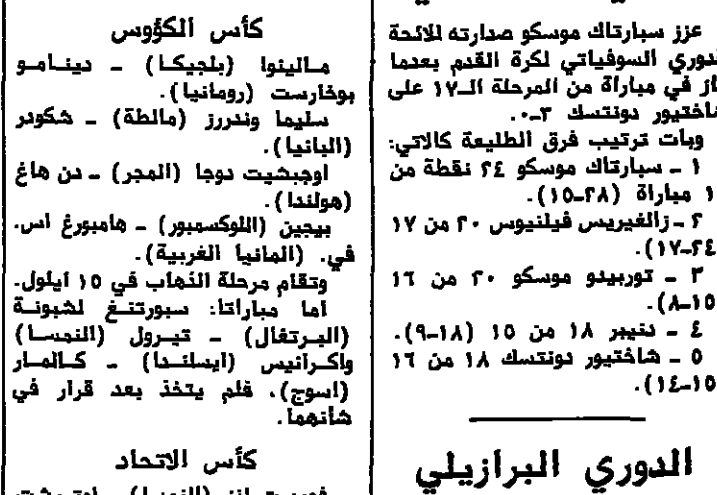 عزز سبارتاك موسكو صدارته للائحة
الدوري السوفياتي لكرة القدم بعدما
فاز في مباراة من المرحلة الـ١٧ على
شاختيور دونتسك ٣-٠.
وبات ترتيب فرق الطليعة كالاتي:
١ - سبارتاك موسكو ٢٤ نقطة من
مباراة (٢٨-١٥).
٢ - زالغيريس فيلنيوس ٢٠ من ١٧
٢٤-١٧).
٣ - توربينو موسكو ٢٠ من ١٦
١٥-٨).
٤ - دنيبر ١٨ من ١٥ (١٨-٩).
٥ - شاختيور دونتسك ١٨ من ١٦
١٥-١٤).
الدوري البرازيلي
كأس الكؤوس
مالينوا (بلجيكا) - دينامو
بوخارست (رومانيا).
سليما وندررز (مالطة) - شكودر
(البانيا).
اوجبشيت دوجا (المجر) - دن هاغ
(هولندا).
بيجين (اللوكسمبور) - هامبورغ اس.
في. (المانيا الغربية).
وتقام مرحلة الذهاب في ١٥ ايلول.
اما مباراتا: سبورتنغ لشبونة
(البرتغال) - تيرول (النمسا)
واكرانيس (ايسلندا) - كالمار
(اسوج)، فلم يتخذ بعد قرار في
شأنهما.
كأس الاتحاد